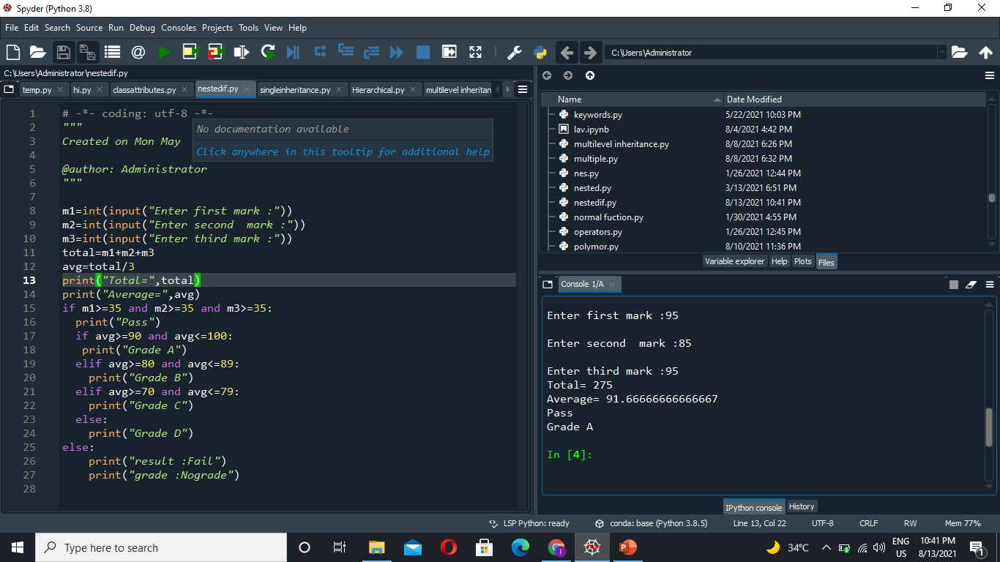 Spyder (Python 3.8)
File Edit Search Source Run Debug Consoles Projects Tools View Help
C:\Users\Administrator
C:\Users\Administrator\nestedif.py
temp.py hi.py classattributes.py nestedif.py singleinheritance.py Hierarchical.py multilevel inheritan
1 # -*- coding: utf-8 -*-
2 """
3 Created on Mon May
4
5 @author: Administrator
6 """
7
8 m1=int(input("Enter first mark :"))
9 m2=int(input("Enter second  mark :"))
10 m3=int(input("Enter third mark :"))
11 total=m1+m2+m3
12 avg=total/3
13 print("Total=",total)
14 print("Average=",avg)
15 if m1>=35 and m2>=35 and m3>=35:
16   print("Pass")
17   if avg>=90 and avg<=100:
18    print("Grade A")
19   elif avg>=80 and avg<=89:
20     print("Grade B")
21   elif avg>=70 and avg<=79:
22     print("Grade C")
23   else:
24     print("Grade D")
25 else:
26     print("result :Fail")
27     print("grade :Nograde")
28
No documentation available
Click anywhere in this tooltip for additional help
Name Date Modified
keywords.py 5/22/2021 10:03 PM
lav.ipynb 8/4/2021 4:42 PM
multilevel inheritance.py 8/8/2021 6:26 PM
multiple.py 8/8/2021 6:32 PM
nes.py 1/26/2021 12:44 PM
nested.py 3/13/2021 6:51 PM
nestedif.py 8/13/2021 10:41 PM
normal fuction.py 1/30/2021 4:55 PM
operators.py 1/26/2021 12:45 PM
polymor.py 8/10/2021 11:36 PM
Variable explorer Help Plots Files
Console 1/A
Enter first mark :95
Enter second  mark :85
Enter third mark :95
Total= 275
Average= 91.66666666666667
Pass
Grade A
In [4]:
IPython console History
LSP Python: ready conda: base (Python 3.8.5) Line 13, Col 22 UTF-8 CRLF RW Mem 77%
Type here to search
34°C
ENG
US
10:41 PM
8/13/2021
1